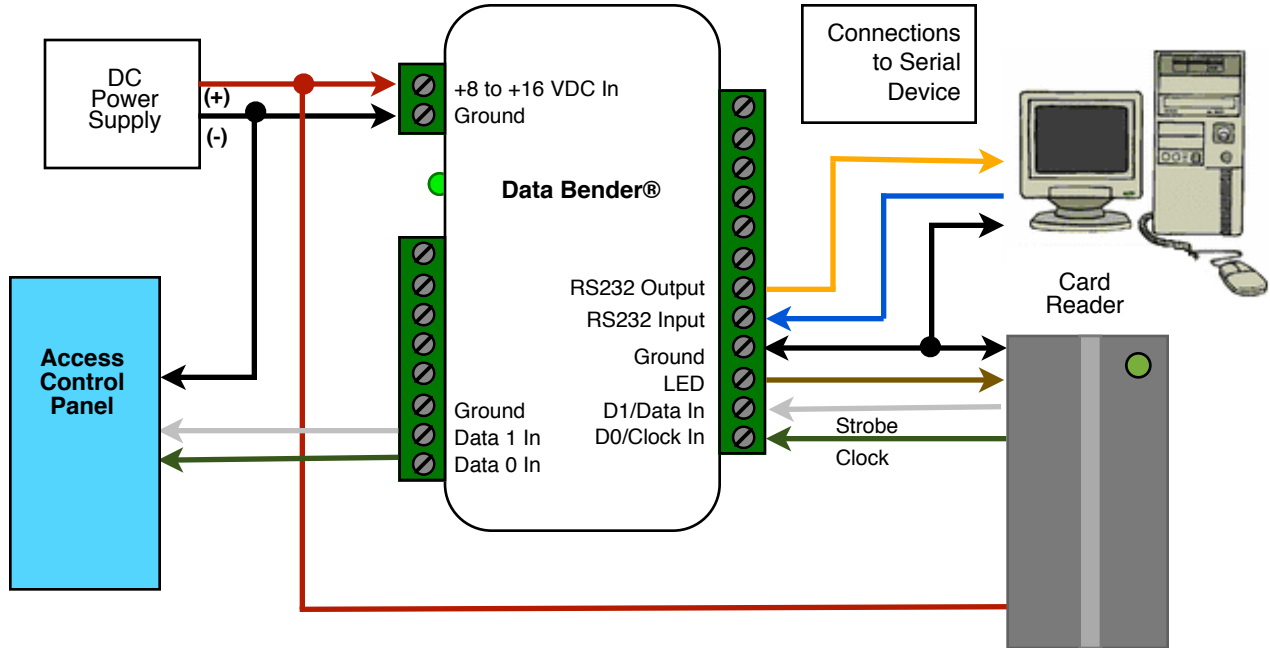 DC
Power
Supply
(+)
(-)
+8 to +16 VDC In
Ground
Connections
to Serial
Device
Data Bender®
RS232 Output
RS232 Input
Ground
LED
D1/Data In
D0/Clock In
Card
Reader
Access
Control
Panel
Ground
Data 1 In
Data 0 In
Strobe
Clock